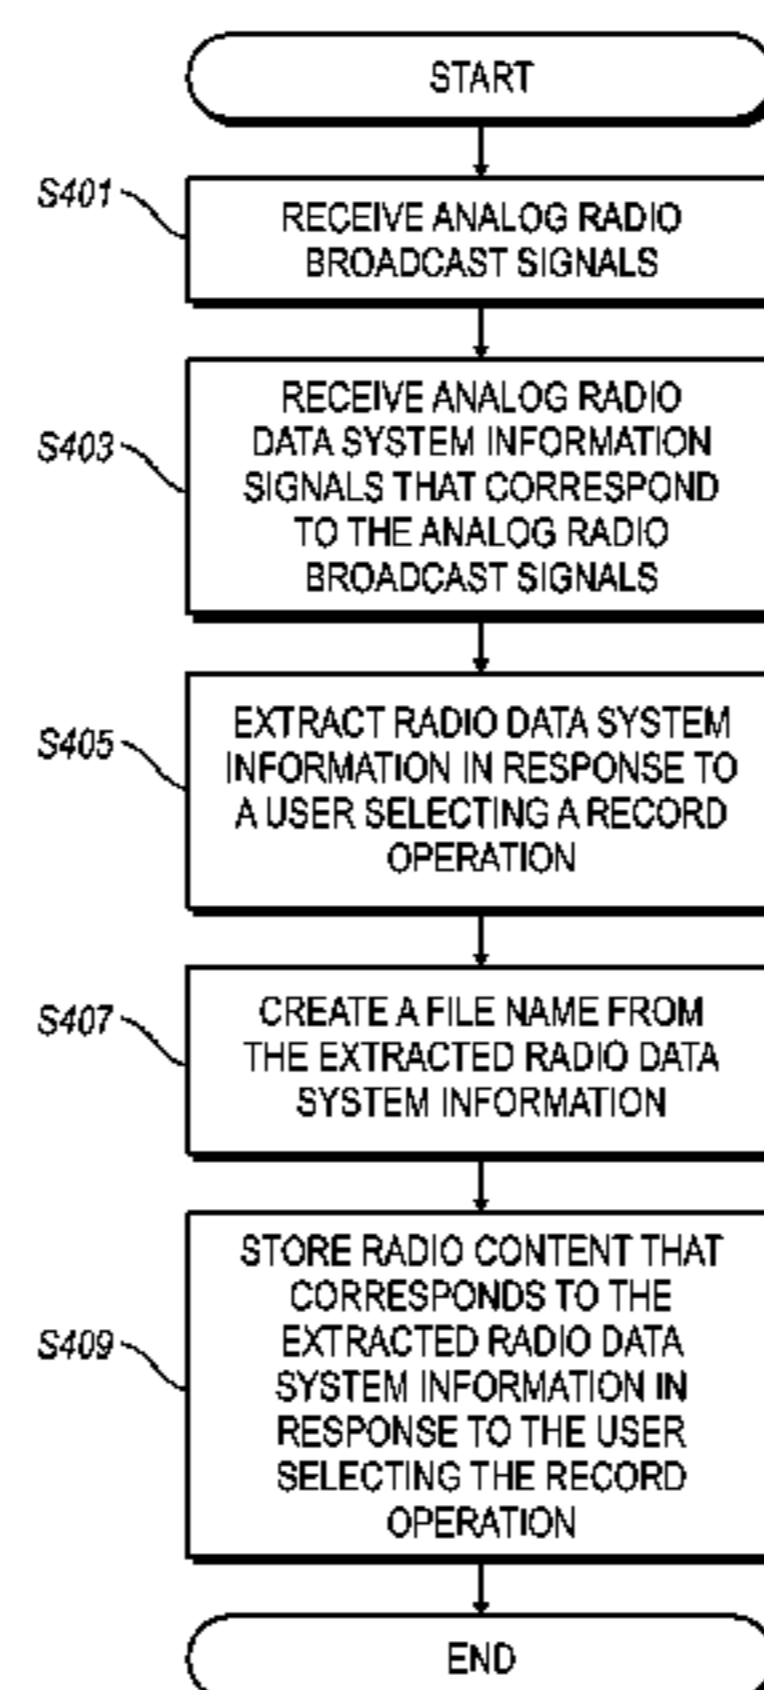 START
S401
RECEIVE ANALOG RADIO
BROADCAST SIGNALS
S403
RECEIVE ANALOG RADIO
DATA SYSTEM INFORMATION
SIGNALS THAT CORRESPOND
TO THE ANALOG RADIO
BROADCAST SIGNALS
S405
EXTRACT RADIO DATA SYSTEM
INFORMATION IN RESPONSE TO
A USER SELECTING A RECORD
OPERATION
S407
CREATE A FILE NAME FROM
THE EXTRACTED RADIO DATA
SYSTEM INFORMATION
S409
STORE RADIO CONTENT THAT
CORRESPONDS TO THE
EXTRACTED RADIO DATA
SYSTEM INFORMATION IN
RESPONSE TO THE USER
SELECTING THE RECORD
OPERATION
END